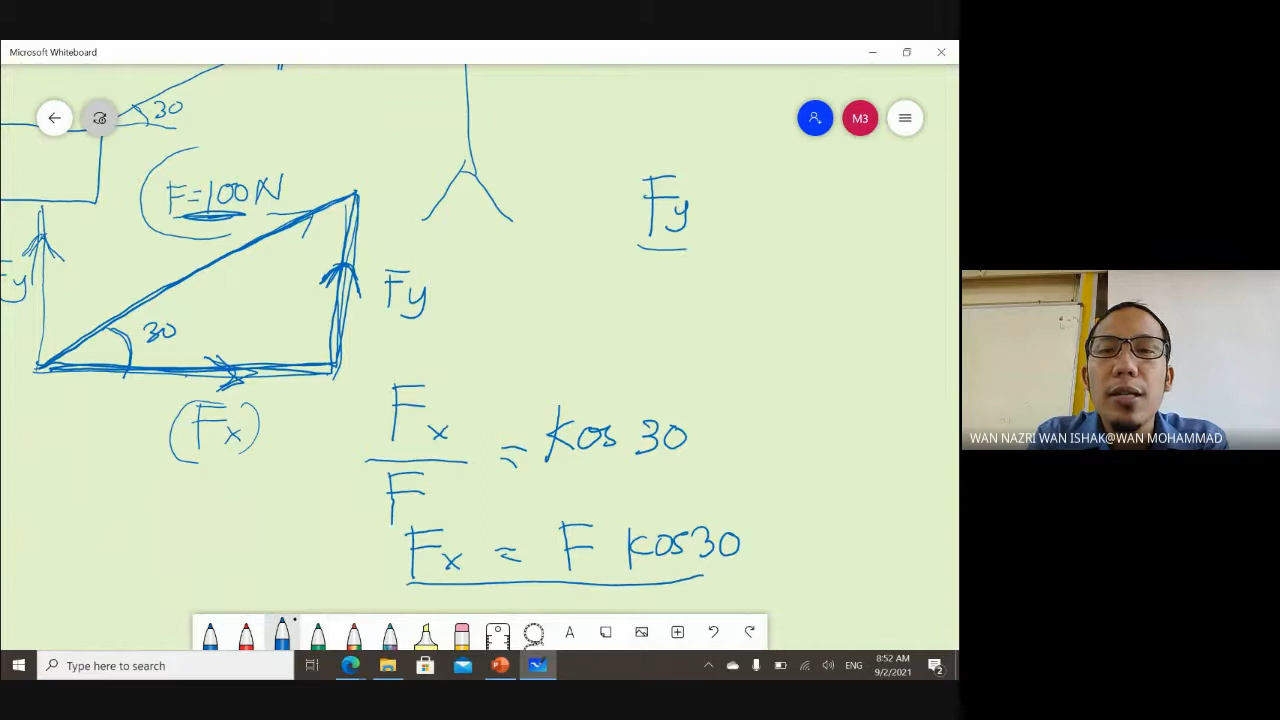 Microsoft Whiteboard
30
M3
F=100N
Fy
Fy
Fy
30
(Fx)
Fx
F
= kos 30
Fx = F kos30
WAN NAZRI WAN ISHAK@WAN MOHAMMAD
A
Type here to search
ENG
8:52 AM
9/2/2021
2